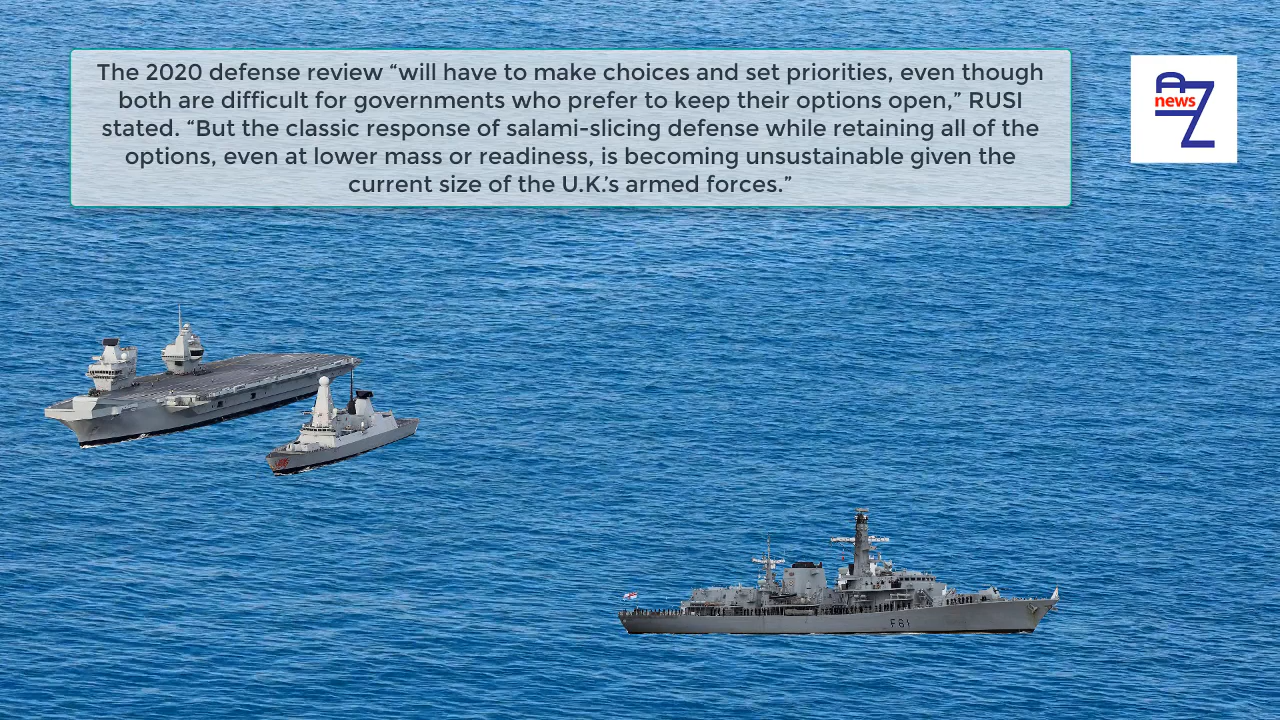 The 2020 defense review “will have to make choices and set priorities, even though
both are difficult for governments who prefer to keep their options open,” RUSI
stated. “But the classic response of salami-slicing defense while retaining all of the
options, even at lower mass or readiness, is becoming unsustainable given the
current size of the U.K.’s armed forces.”
A
news
Z
F81